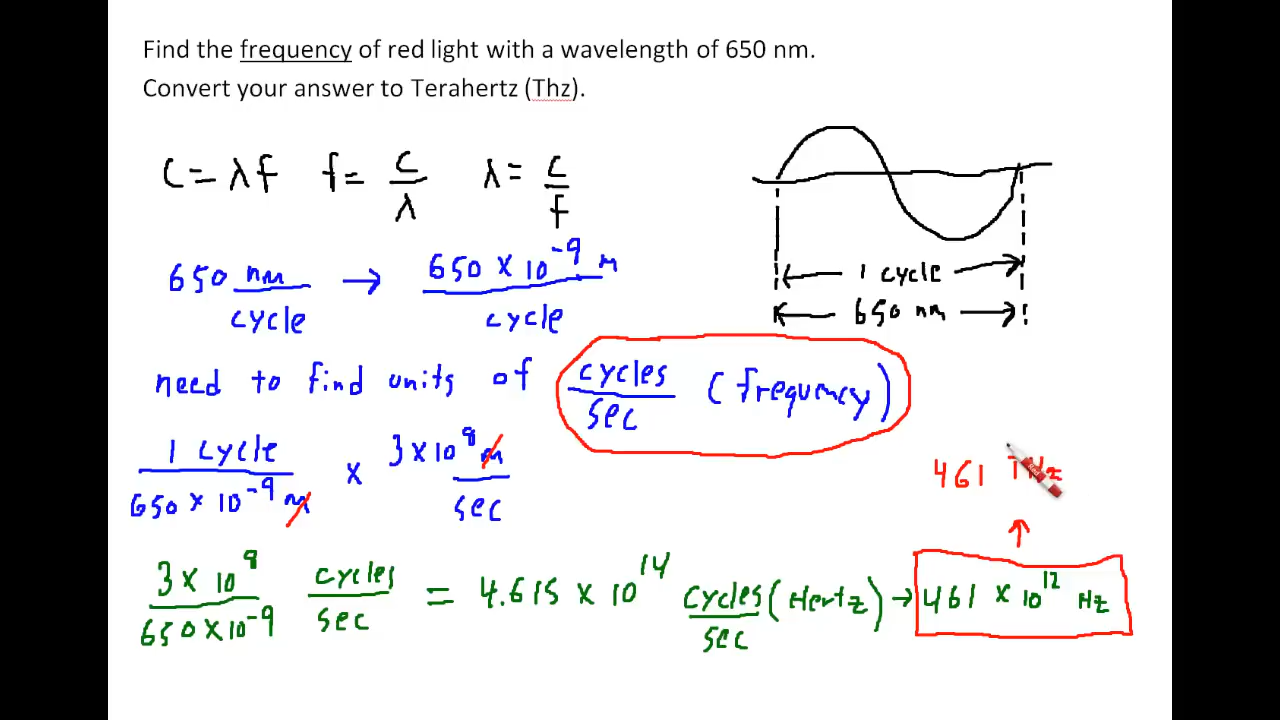 Find the frequency of red light with a wavelength of 650 nm.
Convert your answer to Terahertz (Thz).
C = λf f = C/λ λ = C/f
650 nm/cycle → 650 × 10^-9 m/cycle
1 cycle
650 nm
need to find units of cycles/sec (frequency)
1 cycle/650 × 10^-9 m × 3 × 10^8 m/sec
461 THz
3 × 10^8/650 × 10^-9 cycles/sec = 4.615 × 10^14 cycles/sec (Hertz) → 461 × 10^12 Hz